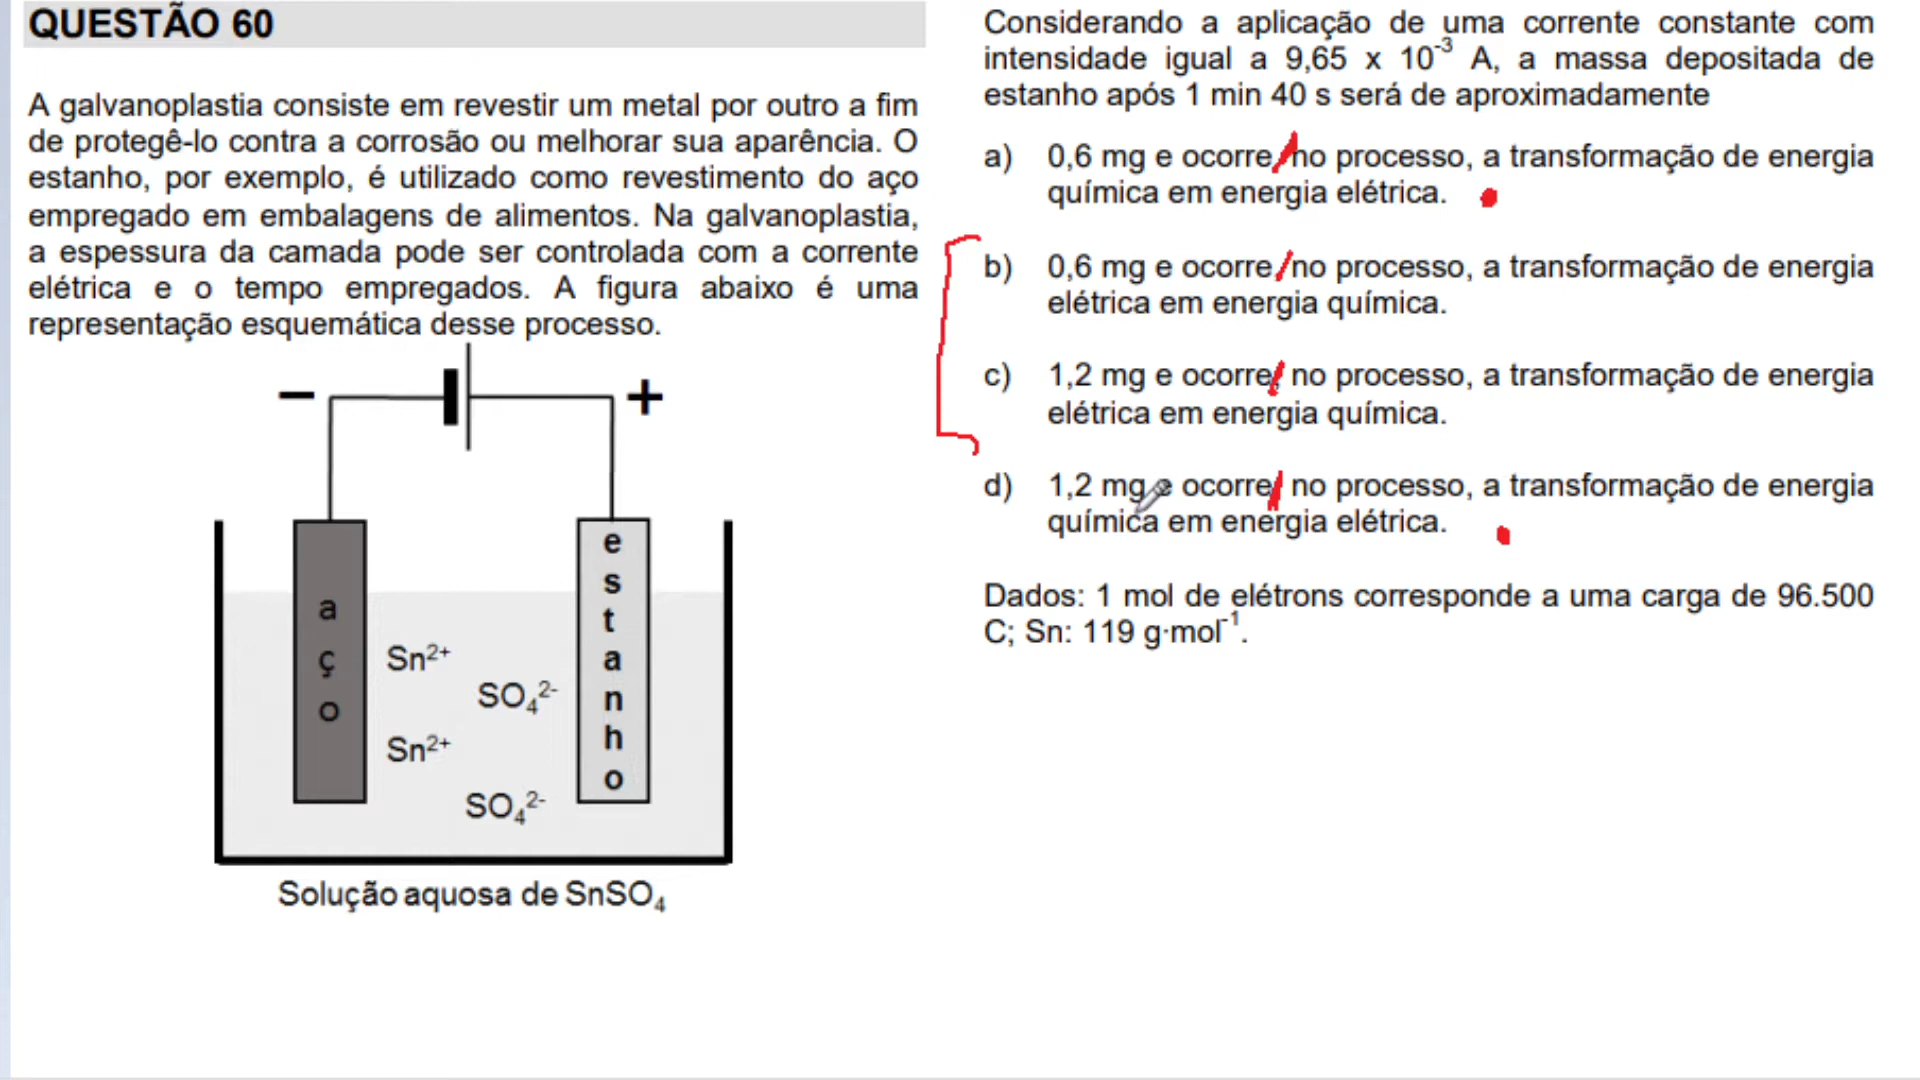 QUESTÃO 60
A galvanoplastia consiste em revestir um metal por outro a fim
de protegê-lo contra a corrosão ou melhorar sua aparência. O
estanho, por exemplo, é utilizado como revestimento do aço
empregado em embalagens de alimentos. Na galvanoplastia,
a espessura da camada pode ser controlada com a corrente
elétrica e o tempo empregados. A figura abaixo é uma
representação esquemática desse processo.
− +
aço
estanho
Sn²⁺
SO₄²⁻
Sn²⁺
SO₄²⁻
Solução aquosa de SnSO₄
Considerando a aplicação de uma corrente constante com
intensidade igual a 9,65 x 10⁻³ A, a massa depositada de
estanho após 1 min 40 s será de aproximadamente
a) 0,6 mg e ocorre, no processo, a transformação de energia
química em energia elétrica.
b) 0,6 mg e ocorre, no processo, a transformação de energia
elétrica em energia química.
c) 1,2 mg e ocorre, no processo, a transformação de energia
elétrica em energia química.
d) 1,2 mg e ocorre, no processo, a transformação de energia
química em energia elétrica.
Dados: 1 mol de elétrons corresponde a uma carga de 96.500
C; Sn: 119 g·mol⁻¹.